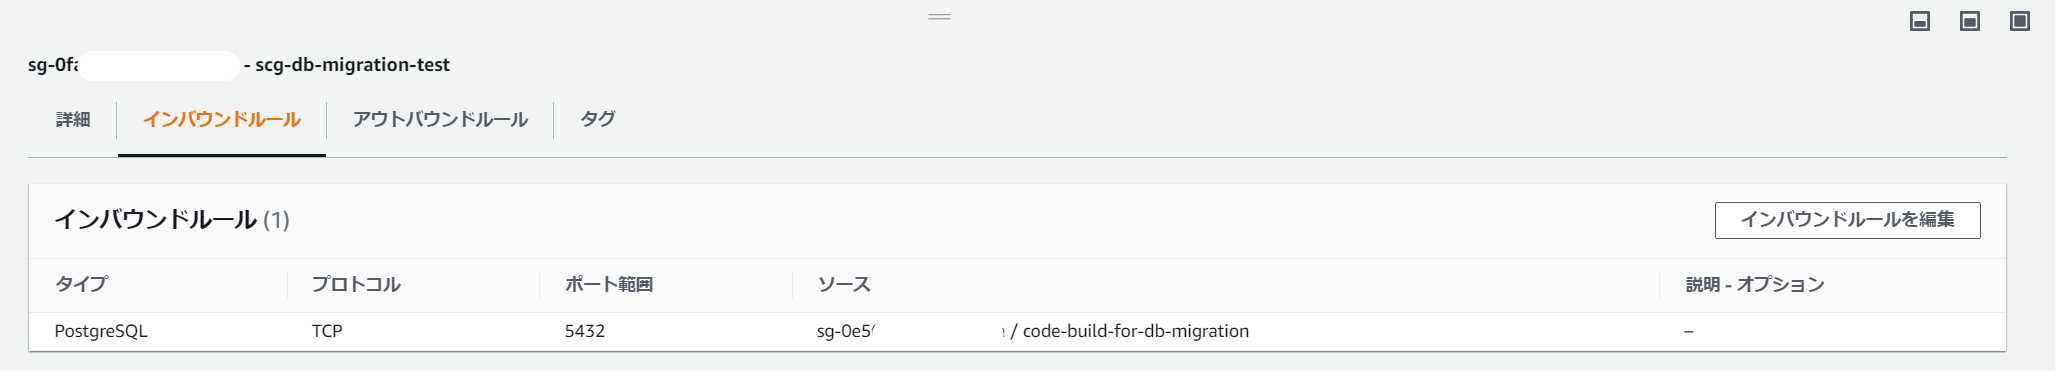 sg-0fa - scg-db-migration-test
詳細 インバウンドルール アウトバウンドルール タグ
インバウンドルール (1) インバウンドルールを編集
タイプ プロトコル ポート範囲 ソース 説明 - オプション
PostgreSQL TCP 5432 sg-0e5 / code-build-for-db-migration –